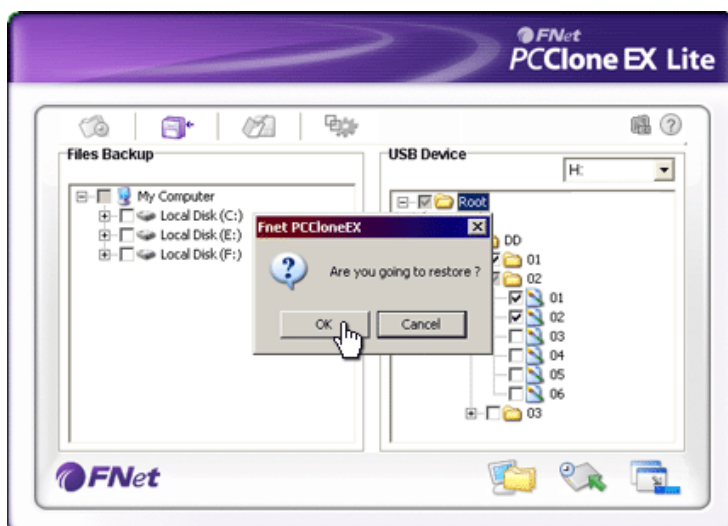 FNet
PCClone EX Lite
Files Backup
USB Device
H:
My Computer
Local Disk (C:)
Local Disk (E:)
Local Disk (F:)
Root
DD
01
02
01
02
03
04
05
06
03
Fnet PCCloneEX
Are you going to restore ?
OK
Cancel
FNet